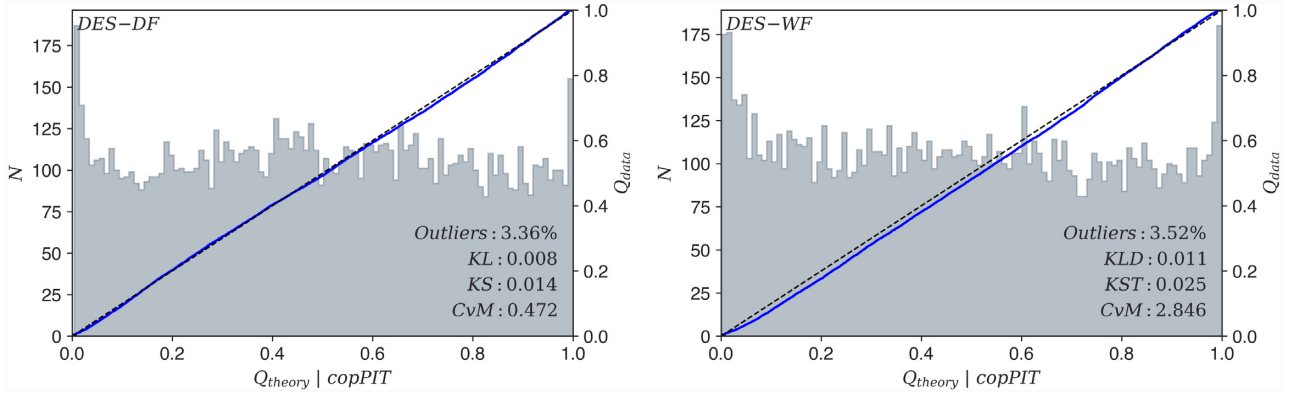 DES−DF
175
150
125
100
75
50
25
0
N
1.0
0.8
0.6
0.4
0.2
0.0
Q_data
Outliers : 3.36%
KL : 0.008
KS : 0.014
CvM : 0.472
0.0 0.2 0.4 0.6 0.8 1.0
Q_theory | copPIT
DES−WF
175
150
125
100
75
50
25
0
N
1.0
0.8
0.6
0.4
0.2
0.0
Q_data
Outliers : 3.52%
KLD : 0.011
KST : 0.025
CvM : 2.846
0.0 0.2 0.4 0.6 0.8 1.0
Q_theory | copPIT